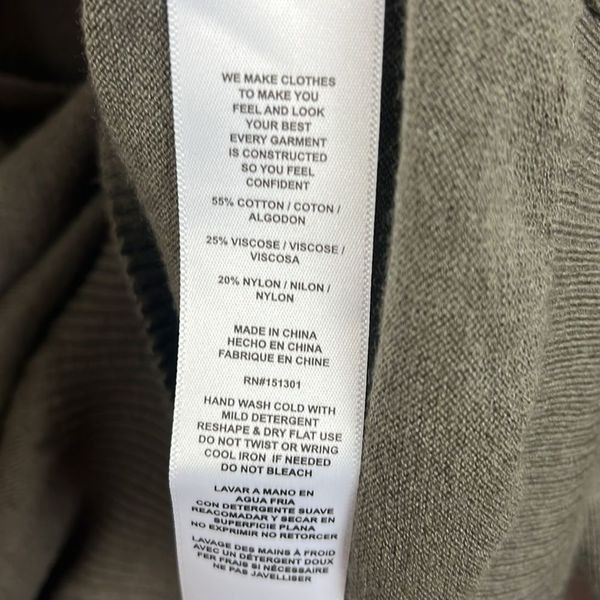 WE MAKE CLOTHES
TO MAKE YOU
FEEL AND LOOK
YOUR BEST
EVERY GARMENT
IS CONSTRUCTED
SO YOU FEEL
CONFIDENT
55% COTTON / COTON /
ALGODON
25% VISCOSE / VISCOSE /
VISCOSA
20% NYLON / NILON /
NYLON
MADE IN CHINA
HECHO EN CHINA
FABRIQUE EN CHINE
RN#151301
HAND WASH COLD WITH
MILD DETERGENT
RESHAPE & DRY FLAT USE
DO NOT TWIST OR WRING
COOL IRON IF NEEDED
DO NOT BLEACH
LAVAR A MANO EN
AGUA FRIA
CON DETERGENTE SUAVE
REACOMADAR Y SECAR EN
SUPERFICIE PLANA
NO EXPRIMIR NO RETORCER
LAVAGE DES MAINS À FROID
AVEC UN DÉTERGENT DOUX
FER FRAIS SI NÉCESSAIRE
NE PAS JAVELLISER